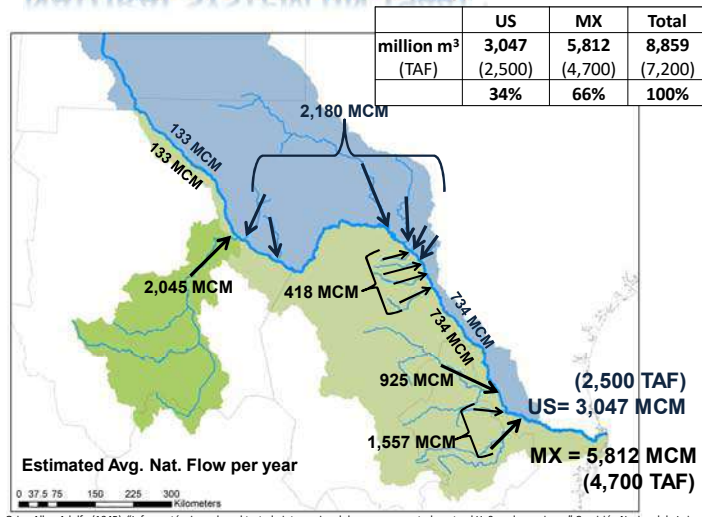 US MX Total
million m³ 3,047 5,812 8,859
(TAF) (2,500) (4,700) (7,200)
34% 66% 100%
2,180 MCM
133 MCM
133 MCM
2,045 MCM
418 MCM
734 MCM
734 MCM
925 MCM
(2,500 TAF)
US= 3,047 MCM
1,557 MCM
MX = 5,812 MCM
(4,700 TAF)
Estimated Avg. Nat. Flow per year
0 37.5 75 150 225 300
Kilometers